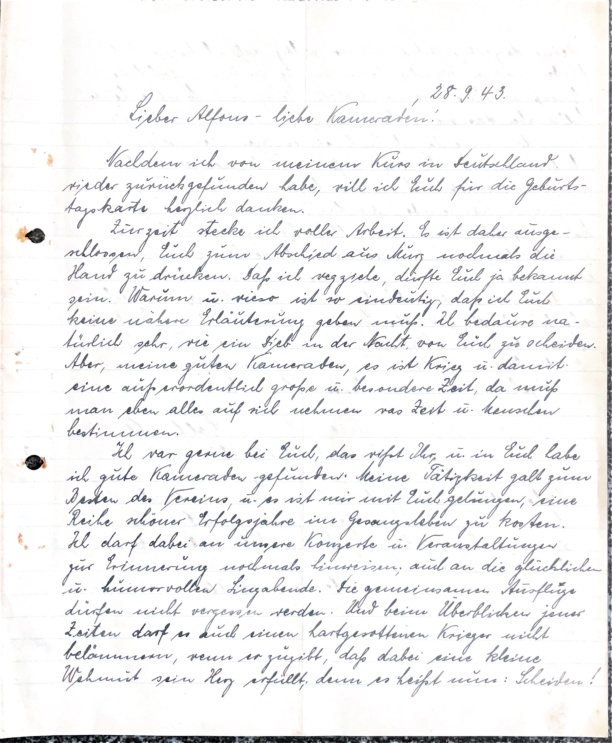 28.9.43.
Lieber Alfons - liebe Kameraden!
Nachdem ich von meinem Kurs in Deutschland
wieder zurückgefunden habe, will ich Euch für die Geburts-
tagskarte herzlich danken.
Zurzeit stecke ich voller Arbeit. Es ist daher ausge-
schlossen, Euch zum Abschied aus Murg nochmals die
Hand zu drücken. Daß ich wegziehe, dürfte Euch ja bekannt
sein. Warum u. wieso ist so eindeutig, daß ich Euch
keine nähere Erläuterung geben muß. Ich bedaure na-
türlich sehr, wie ein Dieb in der Nacht von Euch zu scheiden.
Aber, meine guten Kameraden, es ist Krieg u. damit
eine außerordentlich große u. besondere Zeit, da muß
man eben alles auf sich nehmen was Zeit u. Menschen
bestimmen.
Ich war gerne bei Euch, das wißt Ihr, u. in Euch habe
ich gute Kameraden gefunden. Meine Tätigkeit galt zum
Besten des Vereins, u. es ist mir mit Euch gelungen, eine
Reihe schöner Erfolgsjahre im Gesangsleben zu kosten.
Ich darf dabei an unsere Konzerte u. Veranstaltungen
zur Erinnerung nochmals hinweisen; auch an die glücklichen
u. humorvollen Singabende. Die gemeinsamen Ausflüge
dürfen nicht vergessen werden. Und beim Überblicken jener
Zeiten darf es auch einen hartgesottenen Krieger nicht
belämmern, wenn er zugibt, daß dabei eine kleine
Wehmut sein Herz erfüllt; denn es heißt nun: Scheiden!